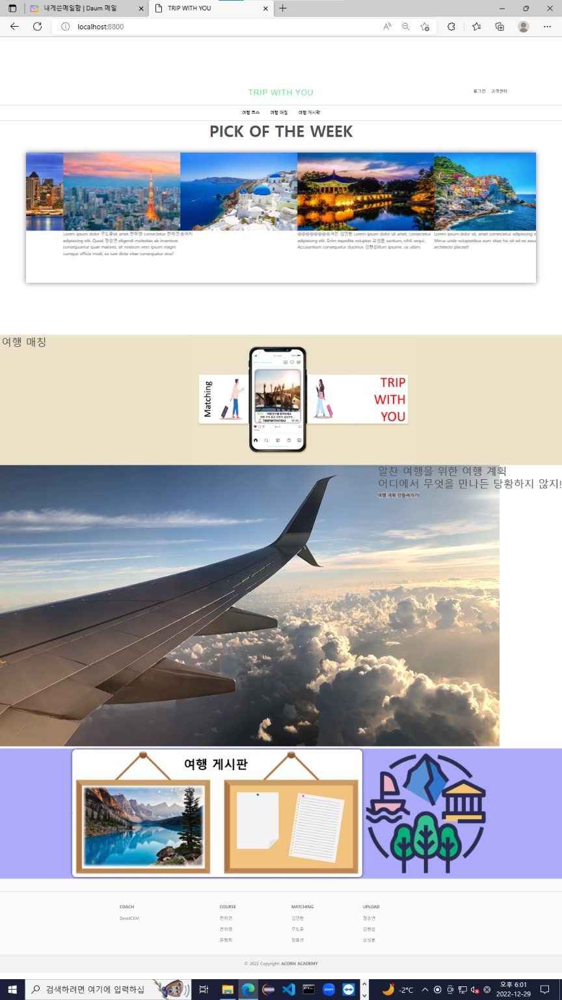 내게쓴메일함 | Daum 메일
TRIP WITH YOU
localhost:8800
TRIP WITH YOU
로그인 고객센터
여행 코스 여행 매칭 여행 게시판
PICK OF THE WEEK
Lorem ipsum dolor 구도윤sit amet 천하영 consectetur 천하민 송아지
adipisicing elit. Quod 정승연 eligendi molestias ab inventore
consequuntur quae maiores, sit nostrum vero ipsum magni
cumque officia modi, ea iure dicta vitae consequatur eius?
@@@@@@@숨겨진 김민환 Lorem ipsum dolor sit amet, consectetur
adipisicing elit. Enim expedita voluptas 오성훈 santium, nihil, sequi.
Accusantium consequatur ducimus 김현섭illum ipsume, us ullam.
Lorem ipsum dolor sit, amet consectetur adipisicing e
Minus unde voluptatibus eum vitae hic sit ad ea assu
architecto placeat!
여행 매칭
Matching
TRIPWITHYOU
TRIP
WITH
YOU
알찬 여행을 위한 여행 계획
어디에서 무엇을 만나든 당황하지 않지!
여행 계획 만들러가기!
여행 게시판
COACH
DevelCKM
COURSE
천하민
천하영
문현희
MATCHING
김민환
구도윤
정효빈
UPLOAD
정승연
김현섭
오성훈
© 2022 Copyright: ACORN ACADEMY
검색하려면 여기에 입력하십
zoom
-2°C
오후 6:01
2022-12-29